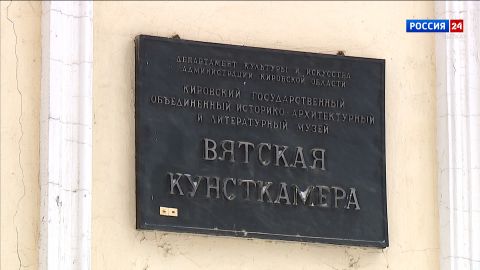 РОССИЯ 24
ДЕПАРТАМЕНТ КУЛЬТУРЫ И ИСКУССТВА
АДМИНИСТРАЦИИ КИРОВСКОЙ ОБЛАСТИ
КИРОВСКИЙ ГОСУДАРСТВЕННЫЙ
ОБЪЕДИНЕННЫЙ ИСТОРИКО-АРХИТЕКТУРНЫЙ
И ЛИТЕРАТУРНЫЙ МУЗЕЙ
ВЯТСКАЯ
КУНСТКАМЕРА